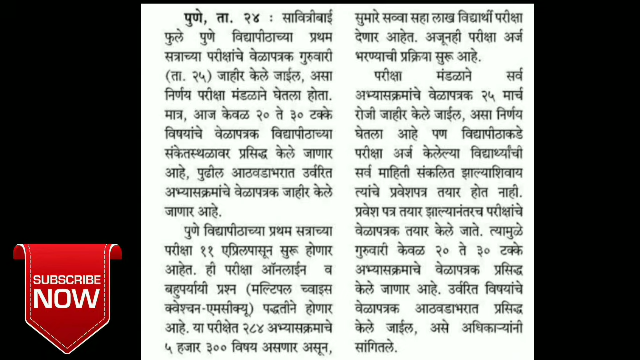 पुणे, ता. २४ : सावित्रीबाई
फुले पुणे विद्यापीठाच्या प्रथम
सत्राच्या परीक्षांचे वेळापत्रक गुरुवारी
(ता. २५) जाहीर केले जाईल, असा
निर्णय परीक्षा मंडळाने घेतला होता.
मात्र, आज केवळ २० ते ३० टक्के
विषयांचे वेळापत्रक विद्यापीठाच्या
संकेतस्थळावर प्रसिद्ध केले जाणार
आहे, पुढील आठवडाभरात उर्वरित
अभ्यासक्रमांचे वेळापत्रक जाहीर केले
जाणार आहे.
पुणे विद्यापीठाच्या प्रथम सत्राच्या
परीक्षा ११ एप्रिलपासून सुरू होणार
आहेत. ही परीक्षा ऑनलाईन व
बहुपर्यायी प्रश्न (मल्टिपल च्वाइस
क्वेश्चन-एमसीक्यू) पद्धतीने होणार
आहे. या परीक्षेत २८४ अभ्यासक्रमाचे
५ हजार ३०० विषय असणार असून,
सुमारे सव्वा सहा लाख विद्यार्थी परीक्षा
देणार आहेत. अजूनही परीक्षा अर्ज
भरण्याची प्रक्रिया सुरू आहे.
परीक्षा मंडळाने सर्व
अभ्यासक्रमांचे वेळापत्रक २५ मार्च
रोजी जाहीर केले जाईल, असा निर्णय
घेतला आहे पण विद्यापीठाकडे
परीक्षा अर्ज केलेल्या विद्यार्थ्यांची
सर्व माहिती संकलित झाल्याशिवाय
त्यांचे प्रवेशपत्र तयार होत नाही.
प्रवेश पत्र तयार झाल्यानंतरच परीक्षांचे
वेळापत्रक तयार केले जाते. त्यामुळे
गुरुवारी केवळ २० ते ३० टक्के
अभ्यासक्रमाचे वेळापत्रक प्रसिद्ध
केले जाणार आहे. उर्वरित विषयांचे
वेळापत्रक आठवडाभरात प्रसिद्ध
केले जाईल, असे अधिकाऱ्यांनी
सांगितले.
SUBSCRIBE
NOW